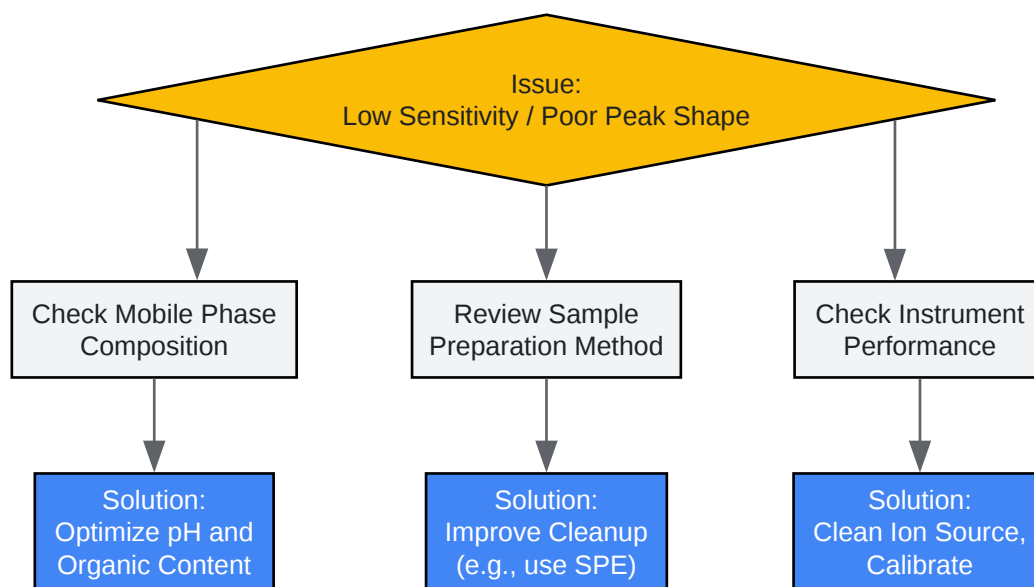 Issue:
Low Sensitivity / Poor Peak Shape
Check Mobile Phase
Composition
Review Sample
Preparation Method
Check Instrument
Performance
Solution:
Optimize pH and
Organic Content
Solution:
Improve Cleanup
(e.g., use SPE)
Solution:
Clean Ion Source,
Calibrate